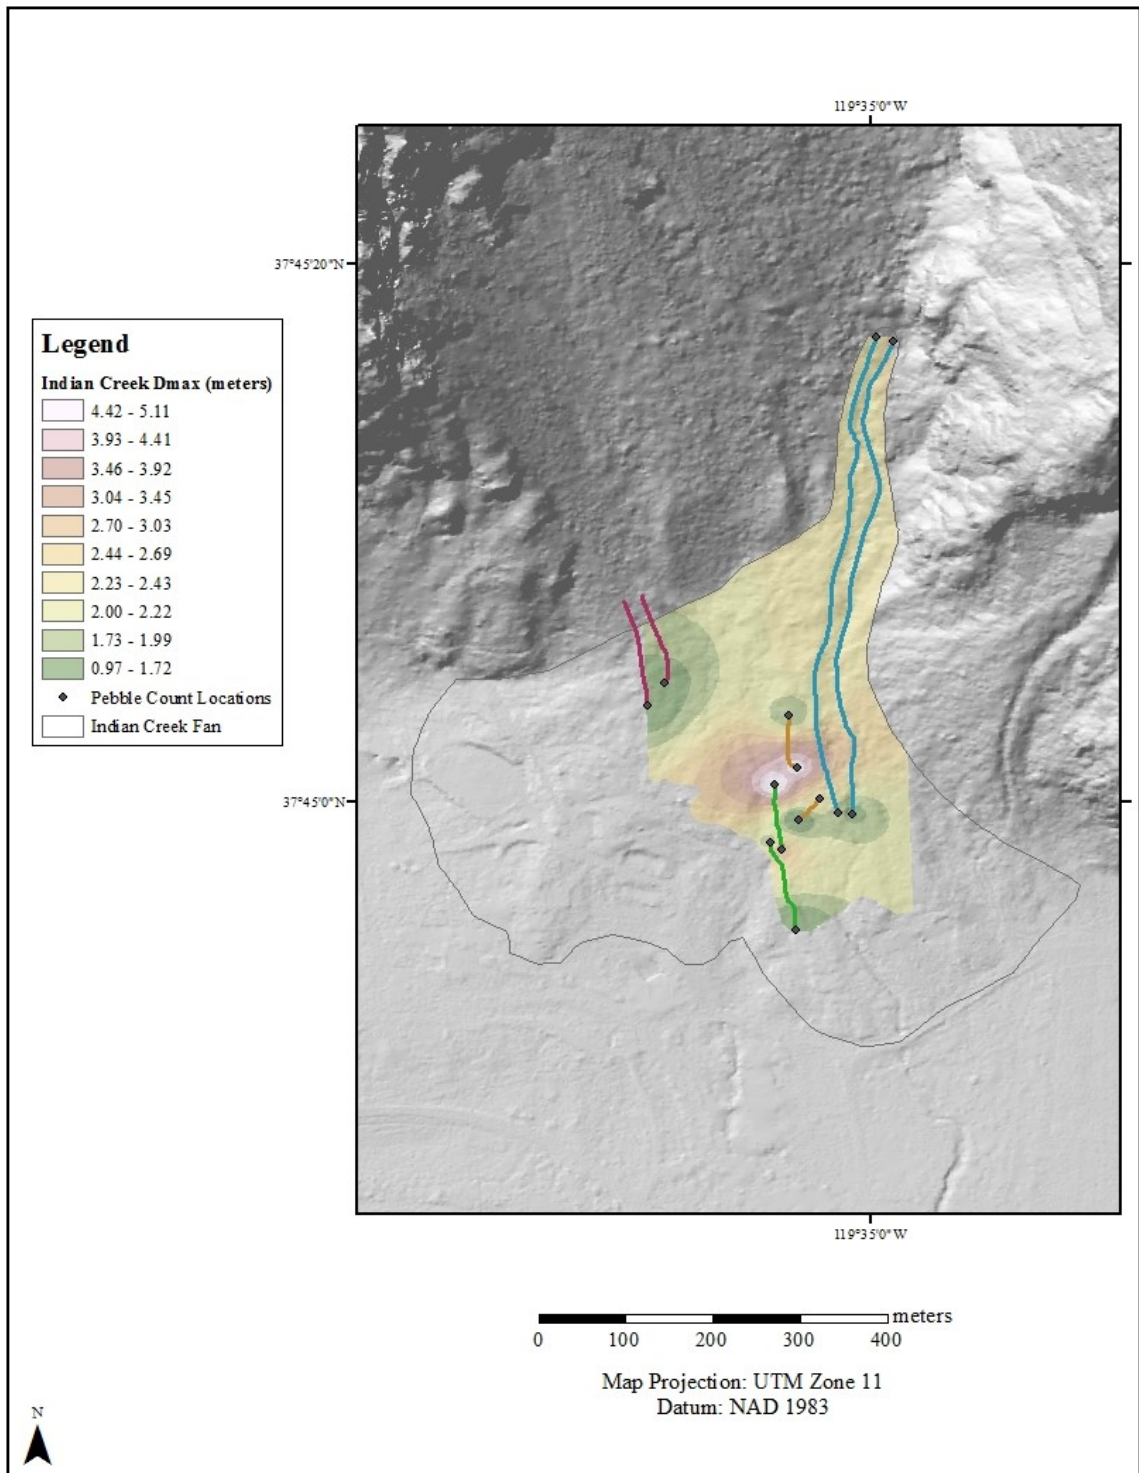 119°35'0"W
37°45'20"N
Legend
Indian Creek Dmax (meters)
4.42 - 5.11
3.93 - 4.41
3.46 - 3.92
3.04 - 3.45
2.70 - 3.03
2.44 - 2.69
2.23 - 2.43
2.00 - 2.22
1.73 - 1.99
0.97 - 1.72
Pebble Count Locations
Indian Creek Fan
37°45'0"N
119°35'0"W
meters
0 100 200 300 400
Map Projection: UTM Zone 11
Datum: NAD 1983
N